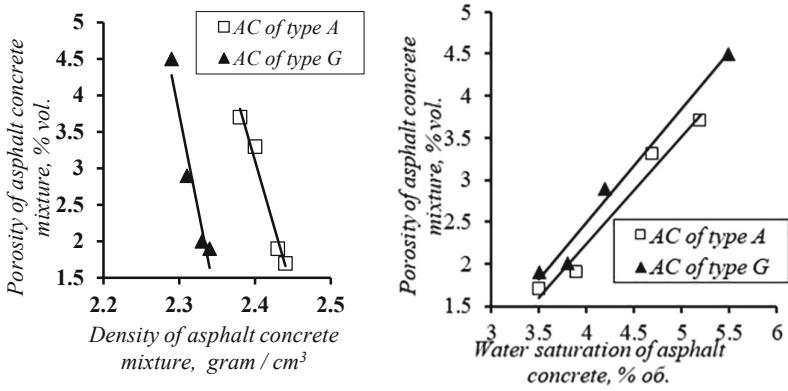 Porosity of asphalt concrete
mixture, % vol.
5
4.5
4
3.5
3
2.5
2
1.5
2.2
2.3
2.4
2.5
AC of type A
AC of type G
Density of asphalt concrete
mixture, gram / cm³
Porosity of asphalt concrete
mixture, % vol.
5
4.5
4
3.5
3
2.5
2
1.5
3
3.5
4
4.5
5
5.5
6
AC of type A
AC of type G
Water saturation of asphalt
concrete, % об.